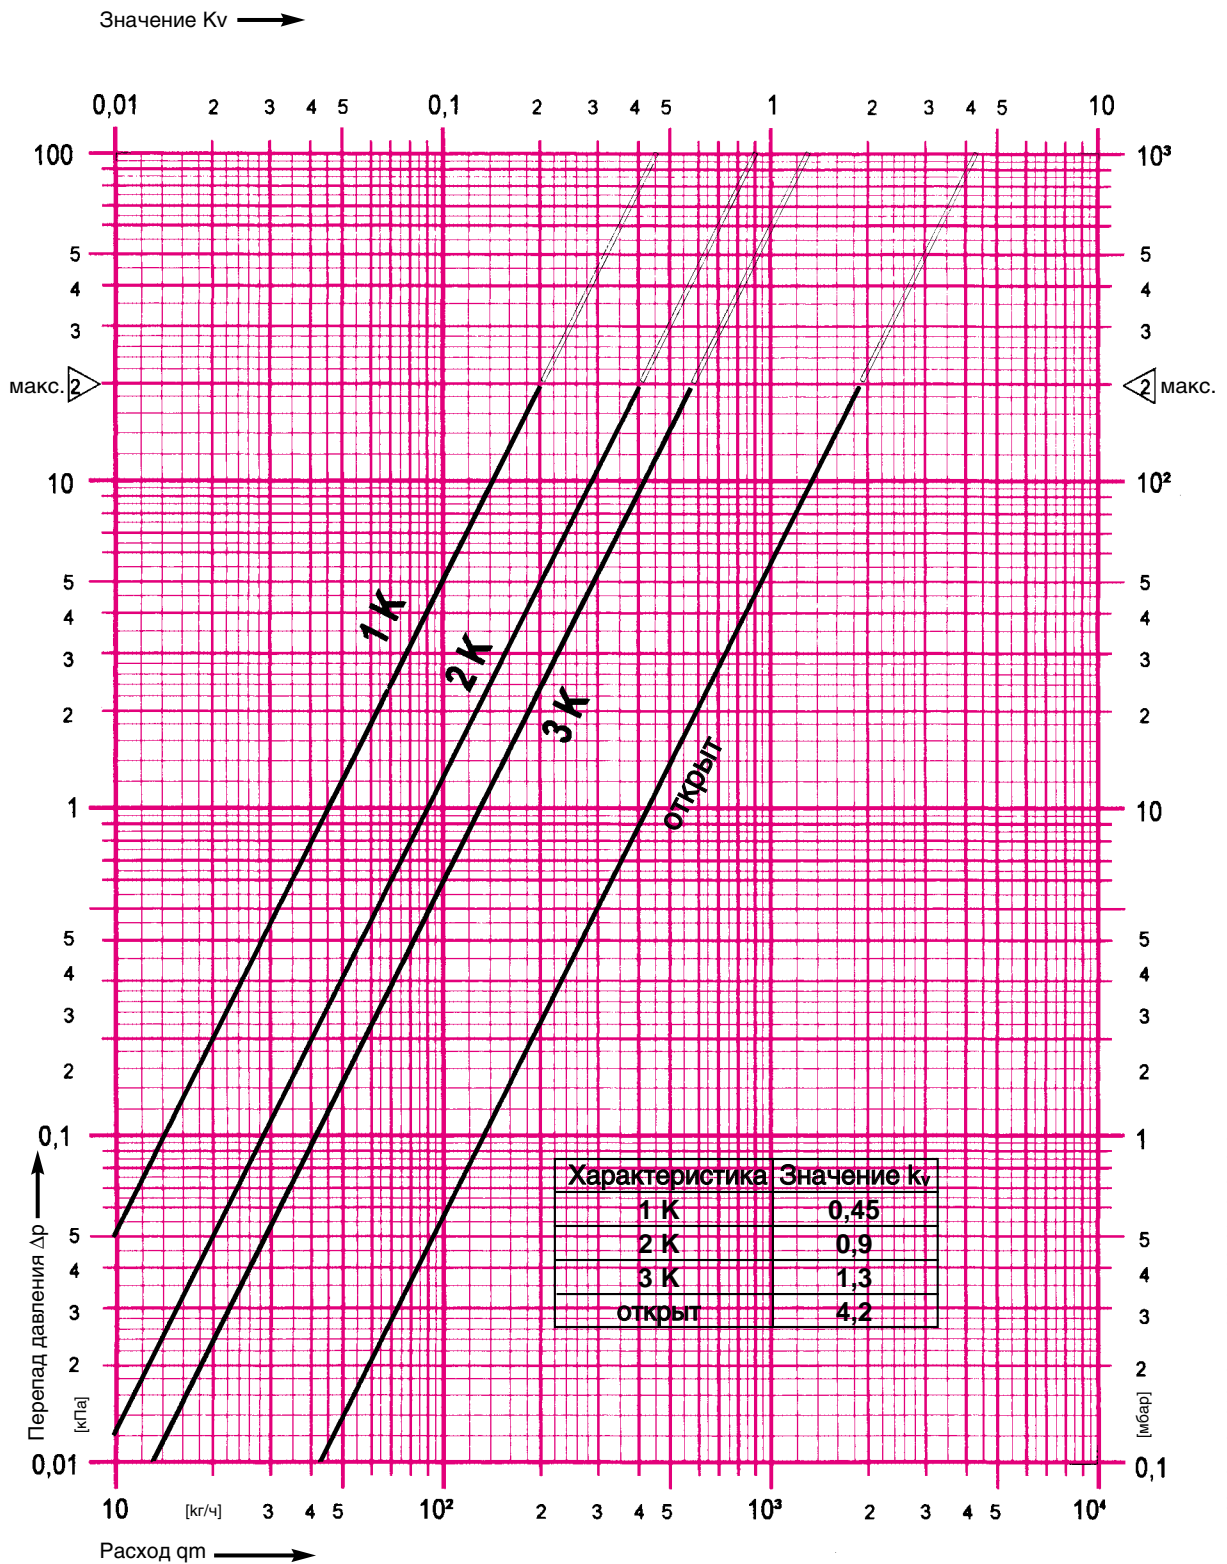 Значение Kv
0,01 2 3 4 5 0,1 2 3 4 5 1 2 3 4 5 10
100 10³
5 5
4 4
3 3
макс. 2 2 макс.
10 10²
5 5
4 4
3 3
2 2
1 10
5 5
4 4
3 3
2 2
0,1 1
5 5
4 4
3 3
2 2
0,01 0,1
1 K
2 K
3 K
открыт
Характеристика Значение kv
1 K 0,45
2 K 0,9
3 K 1,3
открыт 4,2
Перепад давления Δp
[кПа]
[мбар]
10 [кг/ч] 3 4 5 10² 2 3 4 5 10³ 2 3 4 5 10⁴
Расход qm